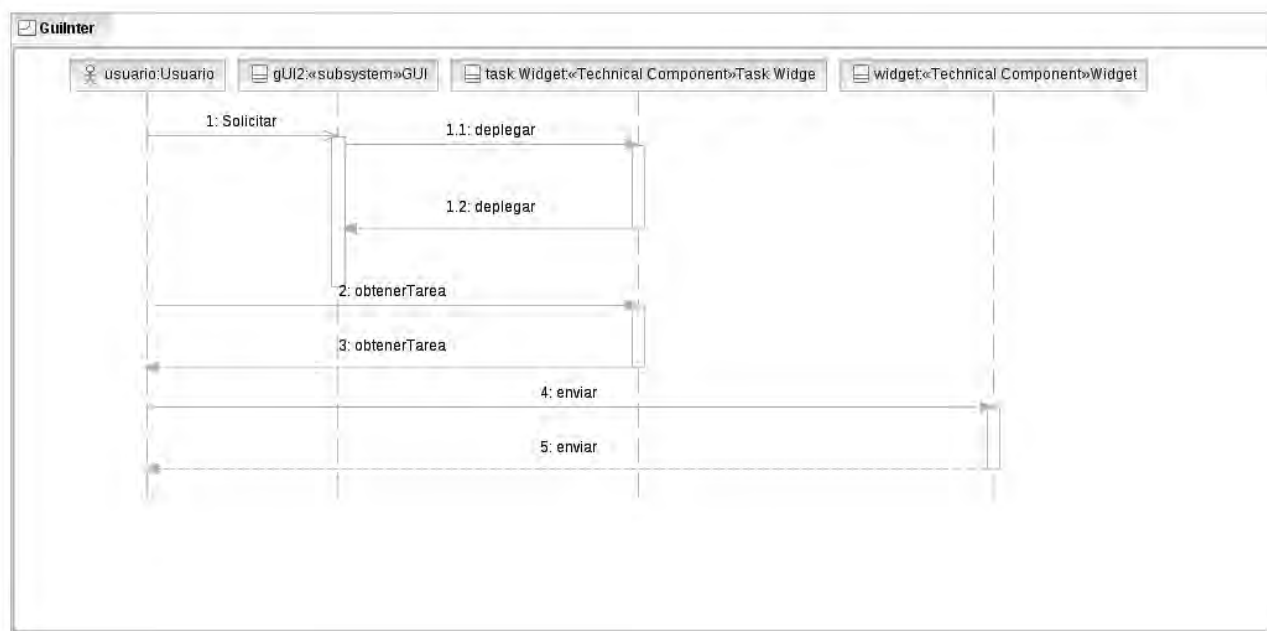 GuiInter
usuario:Usuario
gUI2:«subsystem»GUI
task Widget:«Technical Component»Task Widge
widget:«Technical Component»Widget
1: Solicitar
1.1: deplegar
1.2: deplegar
2: obtenerTarea
3: obtenerTarea
4: enviar
5: enviar